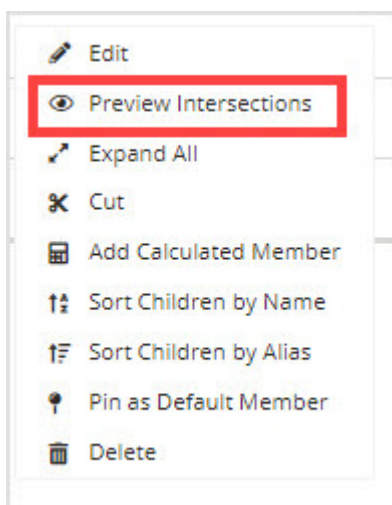 Edit
Preview Intersections
Expand All
Cut
Add Calculated Member
Sort Children by Name
Sort Children by Alias
Pin as Default Member
Delete